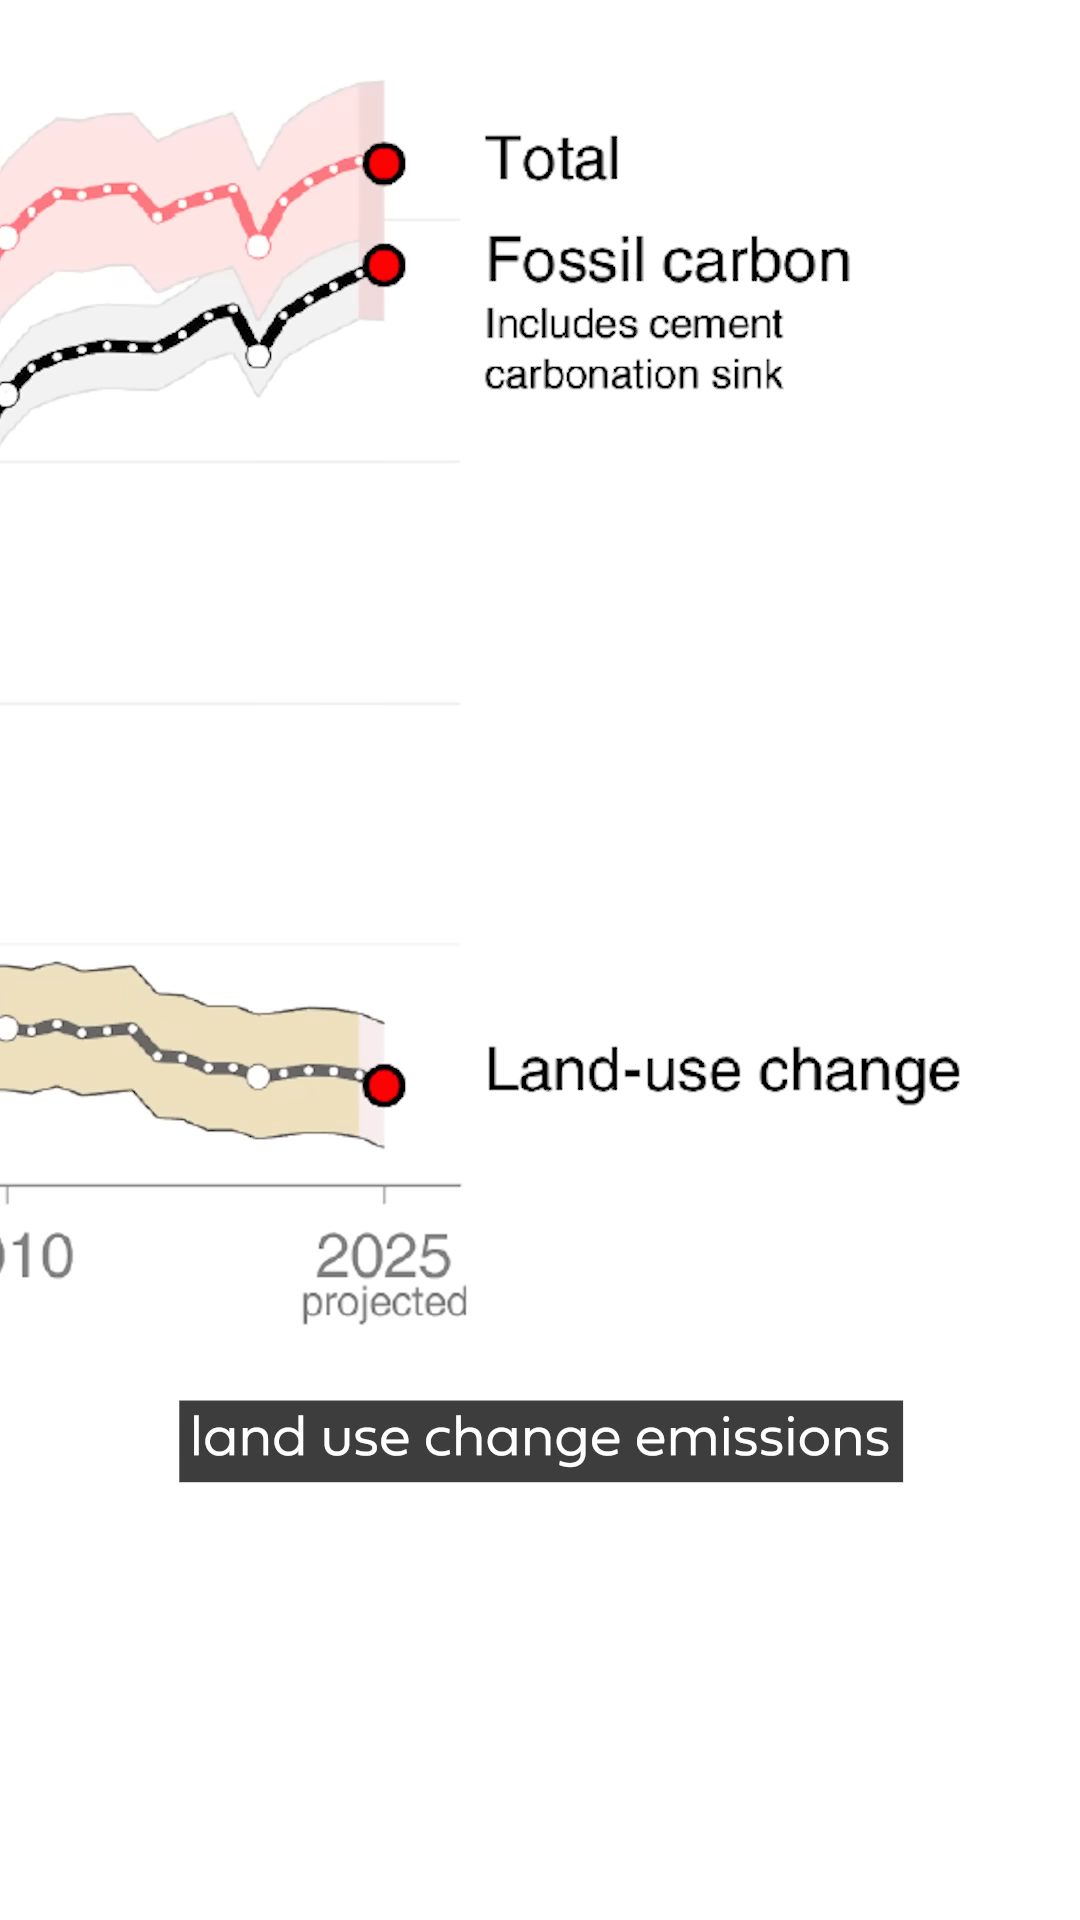 Total
Fossil carbon
Includes cement
carbonation sink
Land-use change
010
2025
projected
land use change emissions